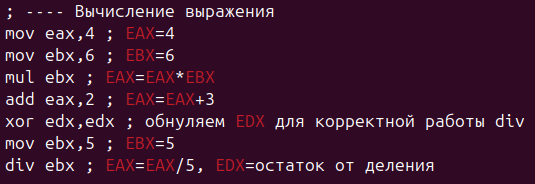 ; ---- Вычисление выражения
mov eax,4 ; EAX=4
mov ebx,6 ; EBX=6
mul ebx ; EAX=EAX*EBX
add eax,2 ; EAX=EAX+3
xor edx,edx ; обнуляем EDX для корректной работы div
mov ebx,5 ; EBX=5
div ebx ; EAX=EAX/5, EDX=остаток от деления